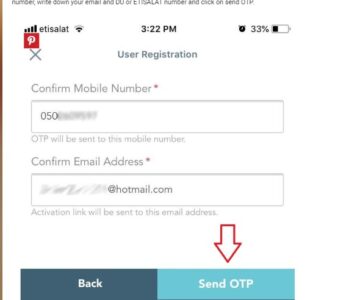 number, write down your email and DU or ETISALAT number and click on send OTP.
etisalat 3:22 PM 33%
User Registration
Confirm Mobile Number *
050
OTP will be sent to this mobile number.
Confirm Email Address *
@hotmail.com
Activation link will be sent to this email address.
Back Send OTP